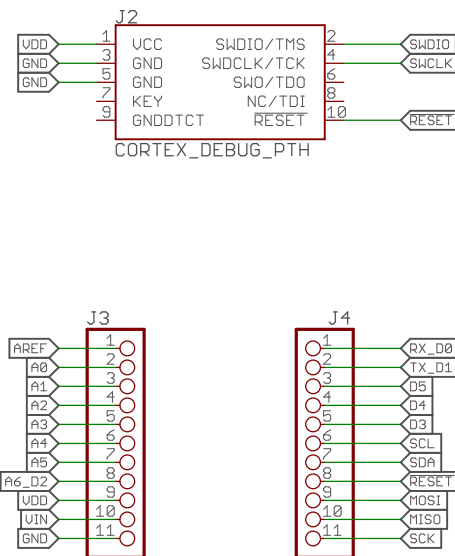 J2
VDD 1 VCC SWDIO/TMS 2 SWDIO
GND 3 GND SWDCLK/TCK 4 SWCLK
GND 5 GND SWO/TDO 6
7 KEY NC/TDI 8
9 GNDDTCT RESET 10 RESET
CORTEX_DEBUG_PTH
J3 J4
AREF 1 1 RX_D0
A0 2 2 TX_D1
A1 3 3 D5
A2 4 4 D4
A3 5 5 D3
A4 6 6 SCL
A5 7 7 SDA
A6_D2 8 8 RESET
VDD 9 9 MOSI
VIN 10 10 MISO
GND 11 11 SCK